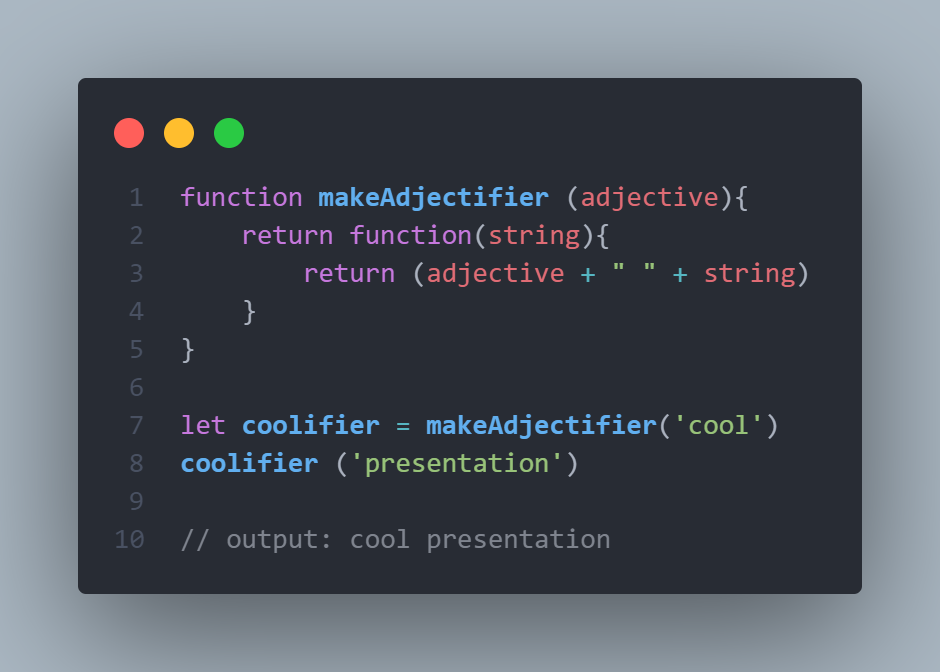 1 function makeAdjectifier (adjective){
2     return function(string){
3         return (adjective + " " + string)
4     }
5 }
6
7 let coolifier = makeAdjectifier('cool')
8 coolifier ('presentation')
9
10 // output: cool presentation